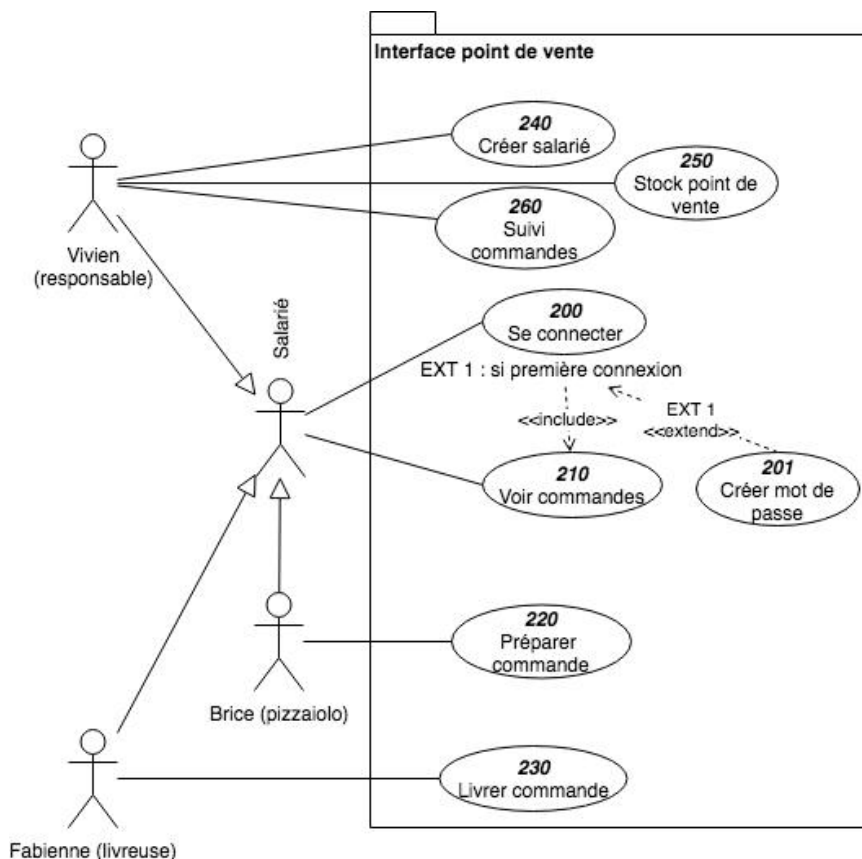 Interface point de vente
240
Créer salarié
250
Stock point de
vente
260
Suivi
commandes
Vivien
(responsable)
Salarié
200
Se connecter
EXT 1 : si première connexion
EXT 1
<<include>>
<<extend>>
210
Voir commandes
201
Créer mot de
passe
220
Préparer
commande
Brice (pizzaiolo)
230
Livrer commande
Fabienne (livreuse)